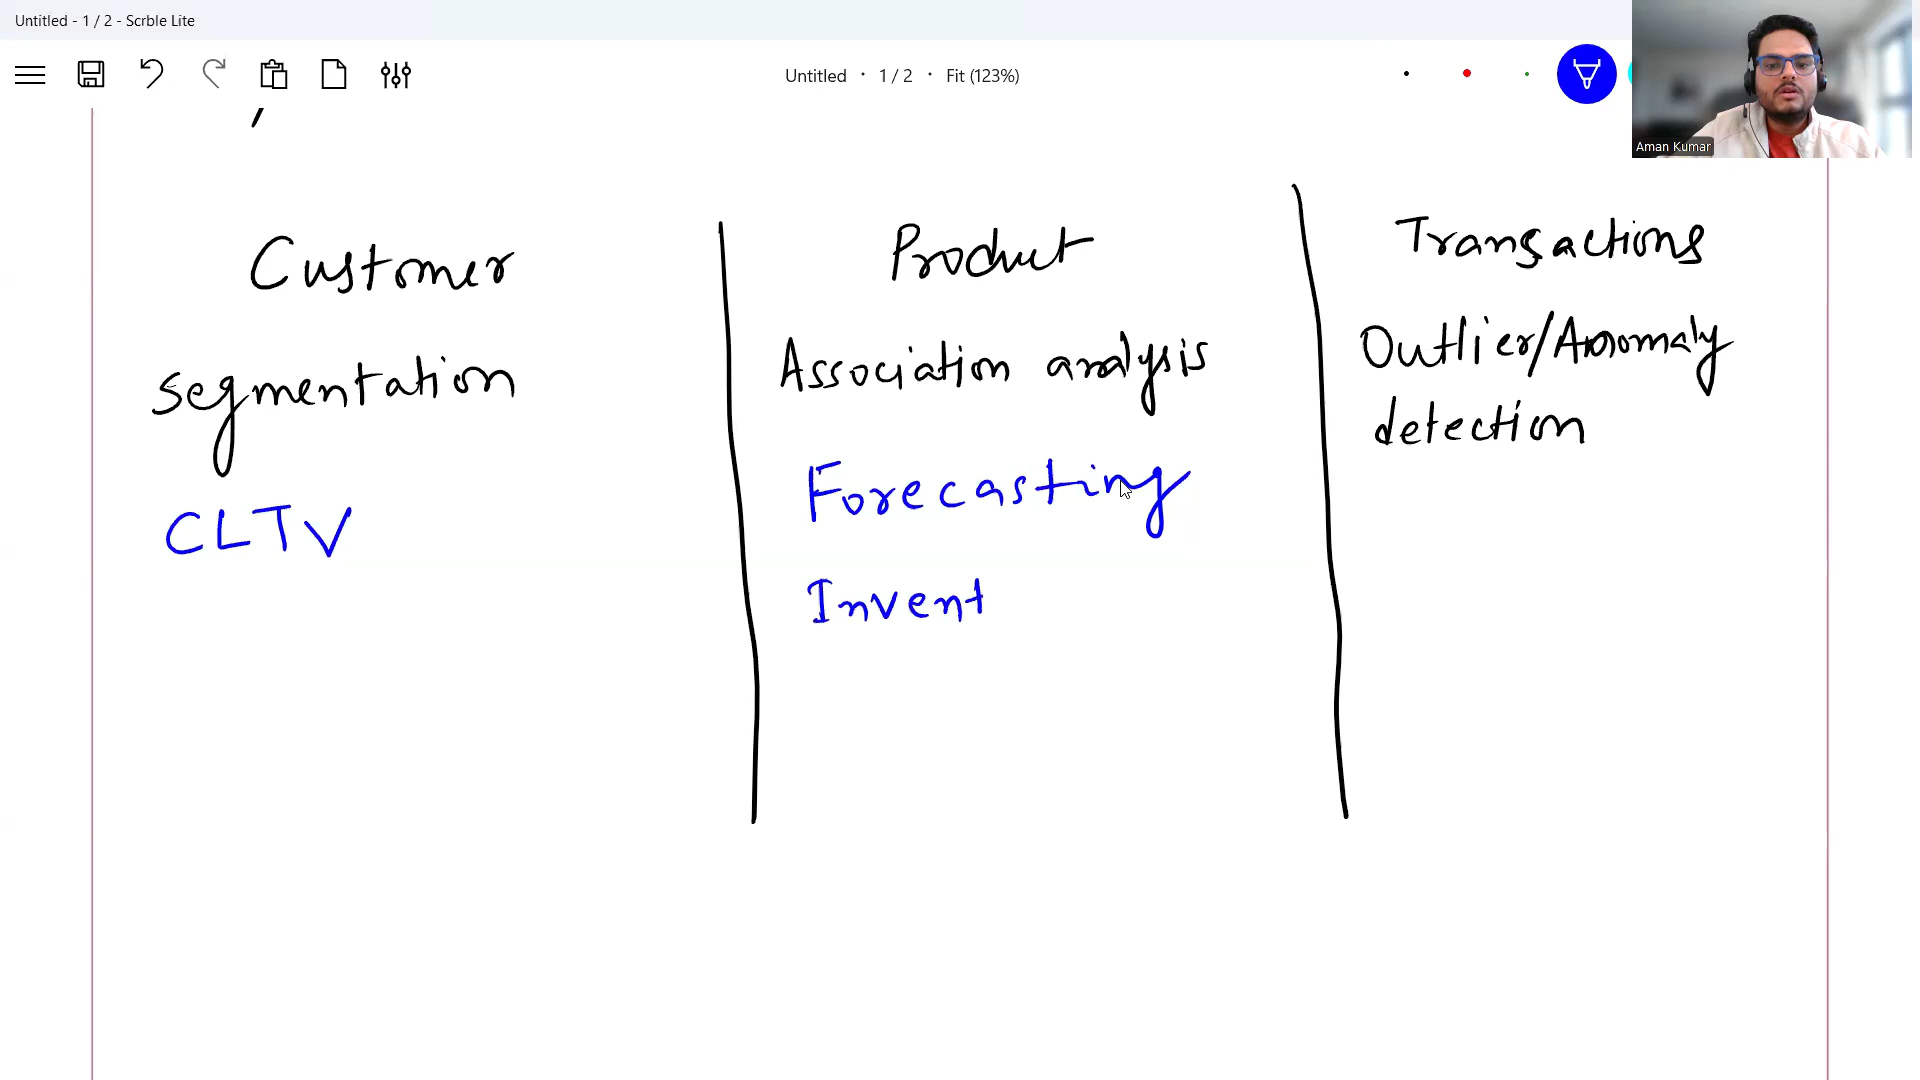 Untitled - 1 / 2 - Scrble Lite
Untitled • 1 / 2 • Fit (123%)
Aman Kumar
Customer
segmentation
CLTV
Product
Association analysis
Forecasting
Invent
Transactions
Outlier/Anomaly
detection